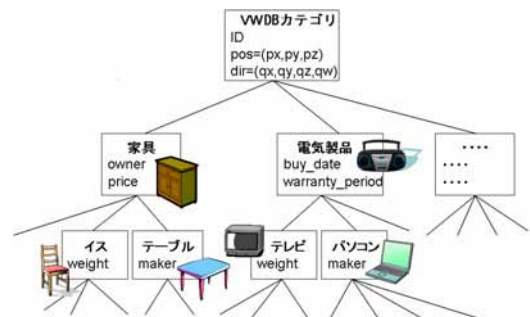 VWDBカテゴリ
ID
pos=(px,py,pz)
dir=(qx,qy,qz,qw)
家具
owner
price
電気製品
buy_date
warranty_period
····
····
····
イス
weight
テーブル
maker
テレビ
weight
パソコン
maker